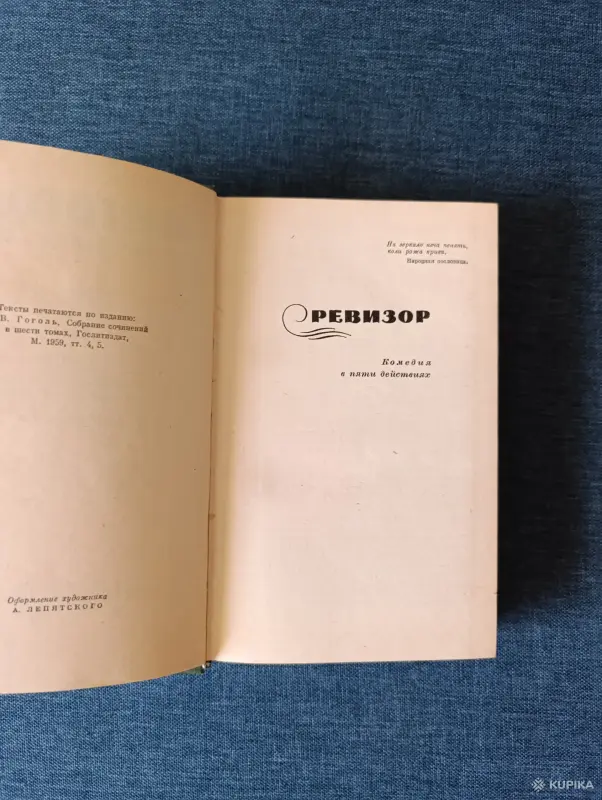 Тексты печатаются по изданию:
В. Гоголь, Собрание сочинений
в шести томах, Гослитиздат,
М. 1959, тт. 4, 5.
Оформление художника
А. ЛЕПЯТСКОГО
На зеркало неча пенять,
коли рожа крива.
Народная пословица.
РЕВИЗОР
Комедия
в пяти действиях
KUPIKA